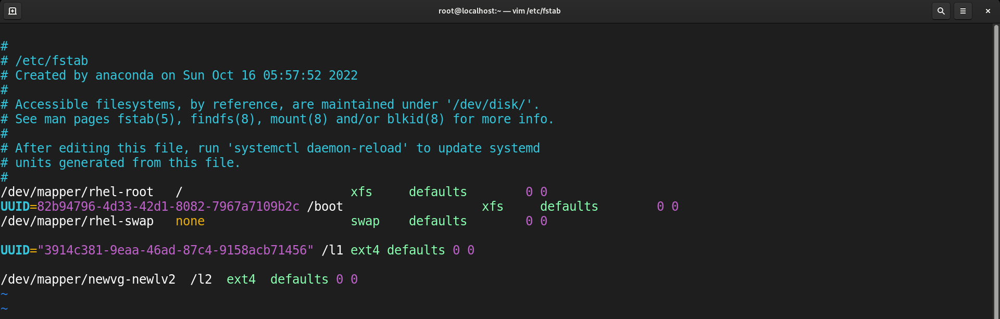 root@localhost:~ — vim /etc/fstab
#
# /etc/fstab
# Created by anaconda on Sun Oct 16 05:57:52 2022
#
# Accessible filesystems, by reference, are maintained under '/dev/disk/'.
# See man pages fstab(5), findfs(8), mount(8) and/or blkid(8) for more info.
#
# After editing this file, run 'systemctl daemon-reload' to update systemd
# units generated from this file.
#
/dev/mapper/rhel-root   /                       xfs     defaults        0 0
UUID=82b94796-4d33-42d1-8082-7967a7109b2c /boot                   xfs     defaults        0 0
/dev/mapper/rhel-swap   none                    swap    defaults        0 0
UUID="3914c381-9eaa-46ad-87c4-9158acb71456" /l1 ext4 defaults 0 0
/dev/mapper/newvg-newlv2  /l2  ext4  defaults 0 0
~
~